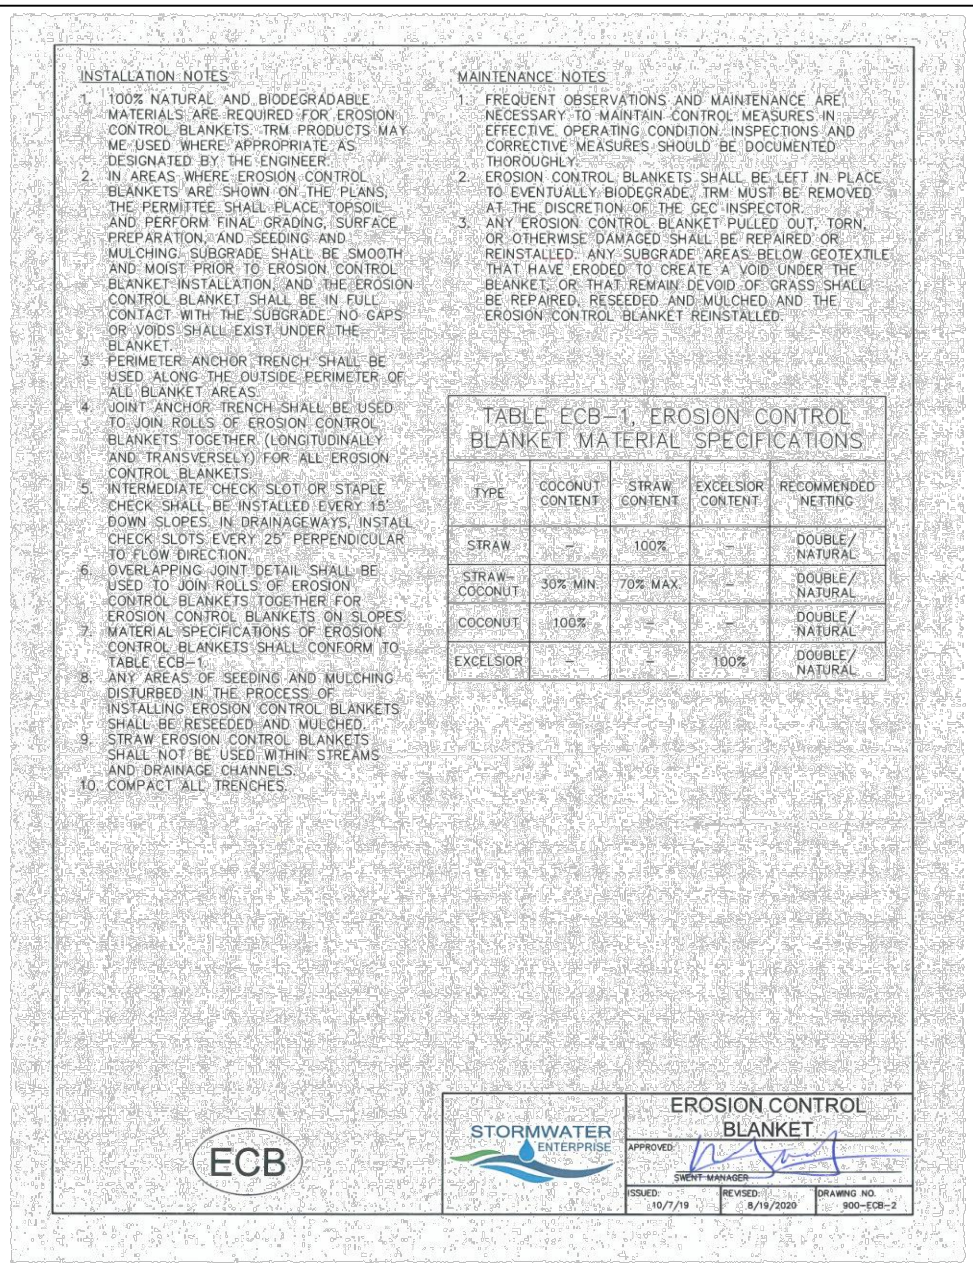 INSTALLATION NOTES
1. 100% NATURAL AND BIODEGRADABLE
MATERIALS ARE REQUIRED FOR EROSION
CONTROL BLANKETS. TRM PRODUCTS MAY
ME USED WHERE APPROPRIATE AS
DESIGNATED BY THE ENGINEER.
2. IN AREAS WHERE EROSION CONTROL
BLANKETS ARE SHOWN ON THE PLANS,
THE PERMITTEE SHALL PLACE TOPSOIL
AND PERFORM FINAL GRADING, SURFACE
PREPARATION, AND SEEDING AND
MULCHING. SUBGRADE SHALL BE SMOOTH
AND MOIST PRIOR TO EROSION CONTROL
BLANKET INSTALLATION, AND THE EROSION
CONTROL BLANKET SHALL BE IN FULL
CONTACT WITH THE SUBGRADE. NO GAPS
OR VOIDS SHALL EXIST UNDER THE
BLANKET.
3. PERIMETER ANCHOR TRENCH SHALL BE
USED ALONG THE OUTSIDE PERIMETER OF
ALL BLANKET AREAS.
4. JOINT ANCHOR TRENCH SHALL BE USED
TO JOIN ROLLS OF EROSION CONTROL
BLANKETS TOGETHER (LONGITUDINALLY
AND TRANSVERSELY) FOR ALL EROSION
CONTROL BLANKETS.
5. INTERMEDIATE CHECK SLOT OR STAPLE
CHECK SHALL BE INSTALLED EVERY 15'
DOWN SLOPES. IN DRAINAGEWAYS, INSTALL
CHECK SLOTS EVERY 25' PERPENDICULAR
TO FLOW DIRECTION.
6. OVERLAPPING JOINT DETAIL SHALL BE
USED TO JOIN ROLLS OF EROSION
CONTROL BLANKETS TOGETHER FOR
EROSION CONTROL BLANKETS ON SLOPES.
7. MATERIAL SPECIFICATIONS OF EROSION
CONTROL BLANKETS SHALL CONFORM TO
TABLE ECB-1.
8. ANY AREAS OF SEEDING AND MULCHING
DISTURBED IN THE PROCESS OF
INSTALLING EROSION CONTROL BLANKETS
SHALL BE RESEEDED AND MULCHED.
9. STRAW EROSION CONTROL BLANKETS
SHALL NOT BE USED WITHIN STREAMS
AND DRAINAGE CHANNELS.
10. COMPACT ALL TRENCHES.
MAINTENANCE NOTES
1. FREQUENT OBSERVATIONS AND MAINTENANCE ARE
NECESSARY TO MAINTAIN CONTROL MEASURES IN
EFFECTIVE OPERATING CONDITION. INSPECTIONS AND
CORRECTIVE MEASURES SHOULD BE DOCUMENTED
THOROUGHLY.
2. EROSION CONTROL BLANKETS SHALL BE LEFT IN PLACE
TO EVENTUALLY BIODEGRADE. TRM MUST BE REMOVED
AT THE DISCRETION OF THE GEC INSPECTOR.
3. ANY EROSION CONTROL BLANKET PULLED OUT, TORN,
OR OTHERWISE DAMAGED SHALL BE REPAIRED OR
REINSTALLED. ANY SUBGRADE AREAS BELOW GEOTEXTILE
THAT HAVE ERODED TO CREATE A VOID UNDER THE
BLANKET, OR THAT REMAIN DEVOID OF GRASS SHALL
BE REPAIRED, RESEEDED AND MULCHED AND THE
EROSION CONTROL BLANKET REINSTALLED.
TABLE ECB-1, EROSION CONTROL
BLANKET MATERIAL SPECIFICATIONS
TYPE COCONUT CONTENT STRAW CONTENT EXCELSIOR CONTENT RECOMMENDED NETTING
STRAW - 100% - DOUBLE/ NATURAL
STRAW-COCONUT 30% MIN. 70% MAX. - DOUBLE/ NATURAL
COCONUT 100% - - DOUBLE/ NATURAL
EXCELSIOR - - 100% DOUBLE/ NATURAL
ECB
STORMWATER
ENTERPRISE
EROSION CONTROL
BLANKET
APPROVED:
SWENT MANAGER
ISSUED: REVISED: DRAWING NO.
10/7/19 8/19/2020 900-ECB-2